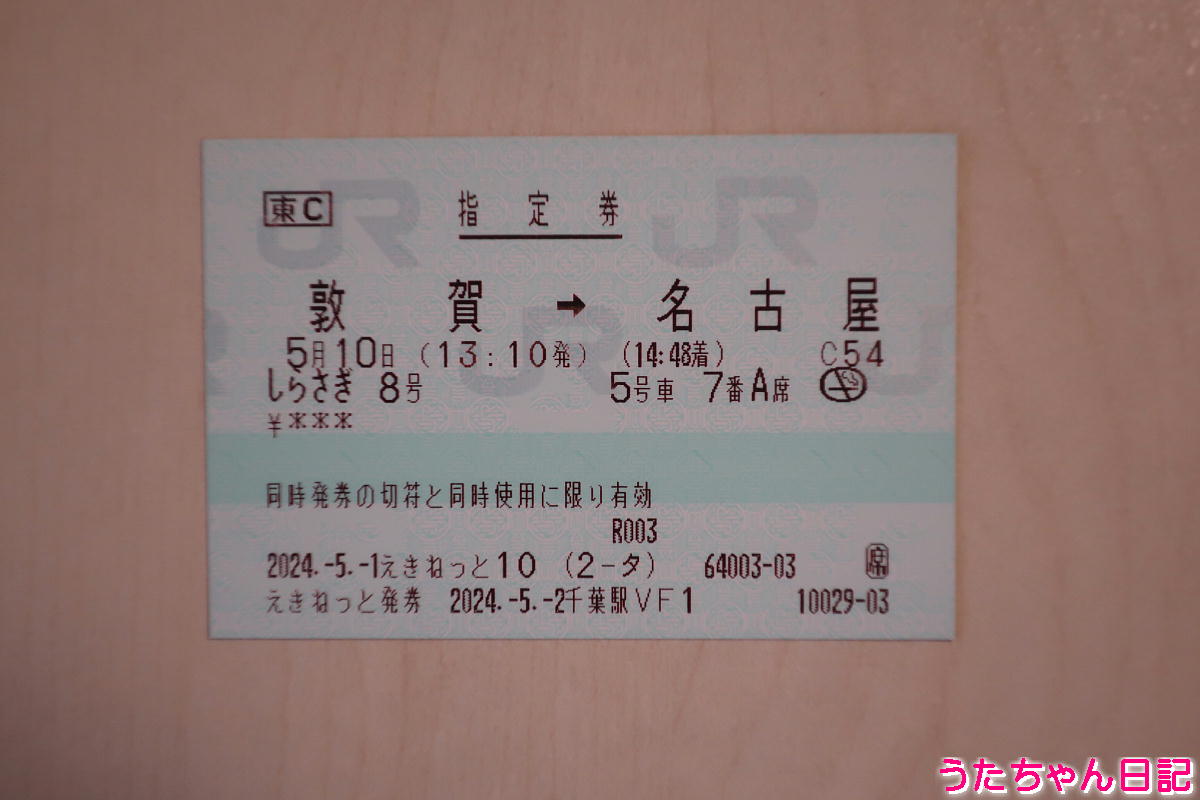 東C 指定券
敦賀 → 名古屋
5月10日 (13:10発) (14:48着) C54
しらさぎ 8号 5号車 7番A席
¥***
同時発券の切符と同時使用に限り有効
R003
2024.-5.-1えきねっと10 (2-タ) 64003-03 席
えきねっと発券 2024.-5.-2千葉駅VF1 10029-03
うたちゃん日記